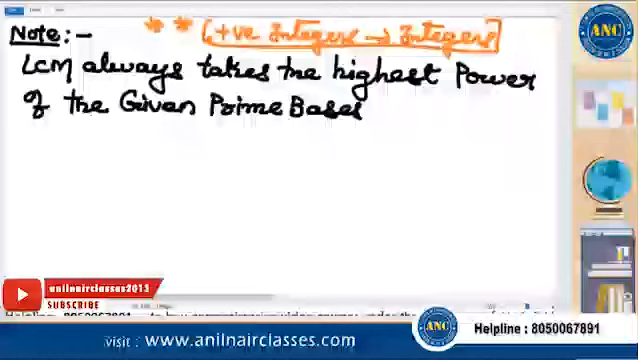 Note:- ** (+ve Integers → Integers)
LCM always takes the highest Power
of the Given Prime Bases
ANC
anilnairclasses2013
SUBSCRIBE
ANC
Helpline : 8050067891
visit : www.anilnairclasses.com